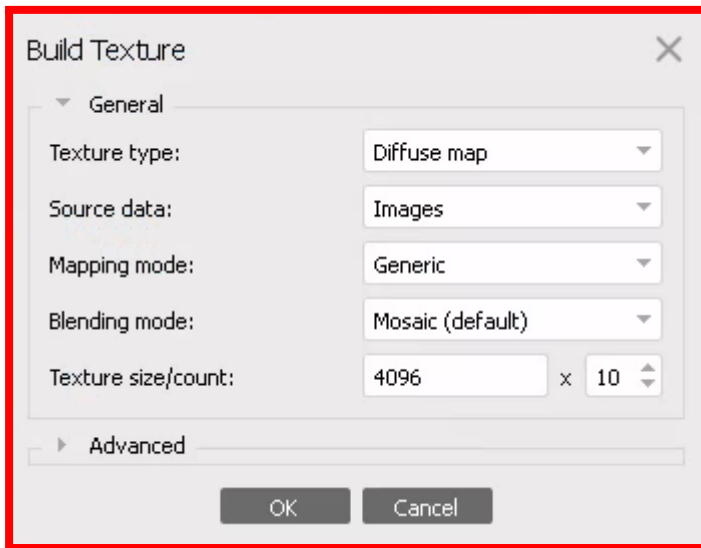 Build Texture
General
Texture type: Diffuse map
Source data: Images
Mapping mode: Generic
Blending mode: Mosaic (default)
Texture size/count: 4096 x 10
Advanced
OK Cancel